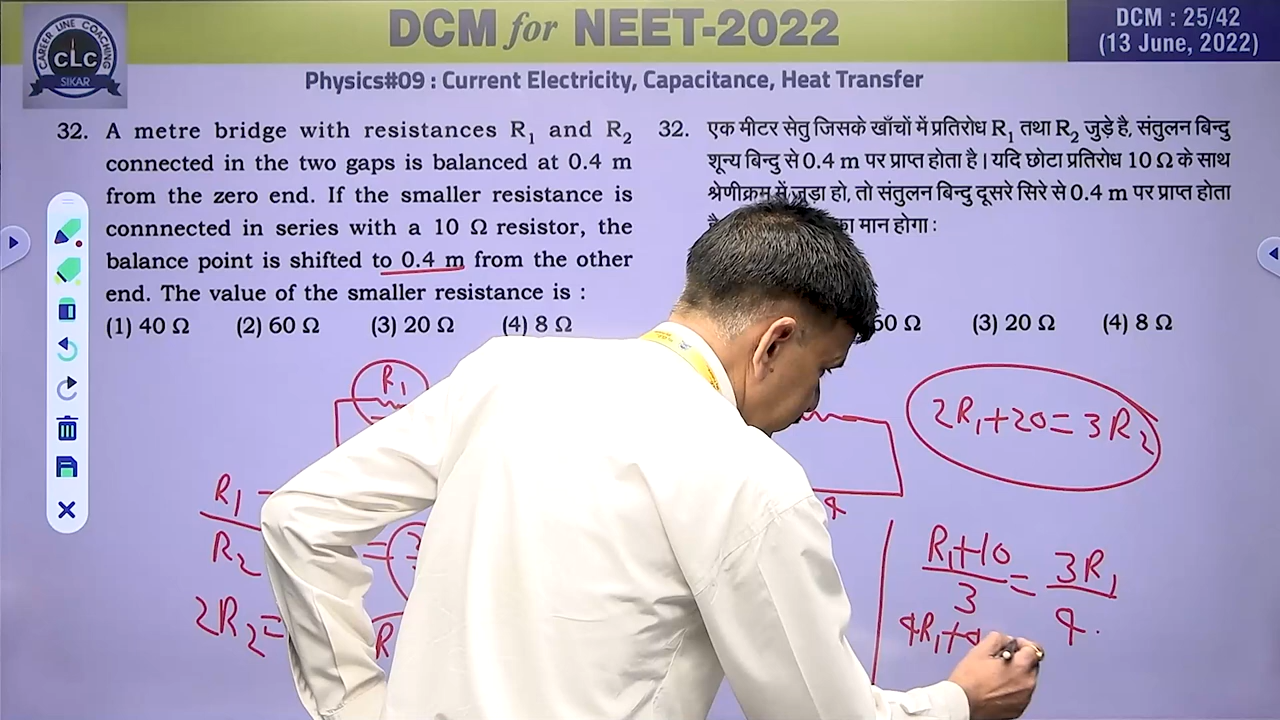 CAREER LINE COACHING
CLC
SIKAR
DCM for NEET-2022
DCM : 25/42
(13 June, 2022)
Physics#09 : Current Electricity, Capacitance, Heat Transfer
32. A metre bridge with resistances R₁ and R₂
connected in the two gaps is balanced at 0.4 m
from the zero end. If the smaller resistance is
connnected in series with a 10 Ω resistor, the
balance point is shifted to 0.4 m from the other
end. The value of the smaller resistance is :
(1) 40 Ω (2) 60 Ω (3) 20 Ω (4) 8 Ω
32. एक मीटर सेतु जिसके खाँचों में प्रतिरोध R₁ तथा R₂ जुड़े है, संतुलन बिन्दु
शून्य बिन्दु से 0.4 m पर प्राप्त होता है। यदि छोटा प्रतिरोध 10 Ω के साथ
श्रेणीक्रम में जुड़ा हो, तो संतुलन बिन्दु दूसरे सिरे से 0.4 m पर प्राप्त होता
का मान होगा :
60 Ω (3) 20 Ω (4) 8 Ω
R₁
2R₁+20=3R₂
R₁
R₂
2R₂=
R₁+10
3
=
3R₁
4
4R₁+